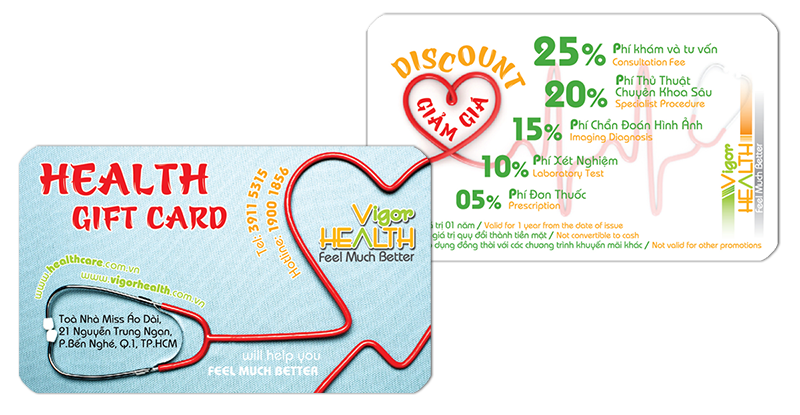 HEALTH
GIFT CARD
Tel: 3911 5315
Hotline: 1900 1856
Vigor
HEALTH
Feel Much Better
www.healthcare.com.vn
www.vigorhealth.com.vn
Toà Nhà Miss Áo Dài,
21 Nguyễn Trung Ngạn,
P.Bến Nghé, Q.1, TP.HCM
will help you
FEEL MUCH BETTER
DISCOUNT
GIẢM GIÁ
25% Phí khám và tư vấn
Consultation Fee
20% Phí Thủ Thuật
Chuyên Khoa Sâu
Specialist Procedure
15% Phí Chẩn Đoán Hình Ảnh
Imaging Diagnosis
10% Phí Xét Nghiệm
Laboratory Test
05% Phí Đơn Thuốc
Prescription
Vigor
HEALTH
Feel Much Better
trị 01 năm / Valid for 1 year from the date of issue
giá trị quy đổi thành tiền mặt / Not convertible to cash
dụng đồng thời với các chương trình khuyến mãi khác / Not valid for other promotions